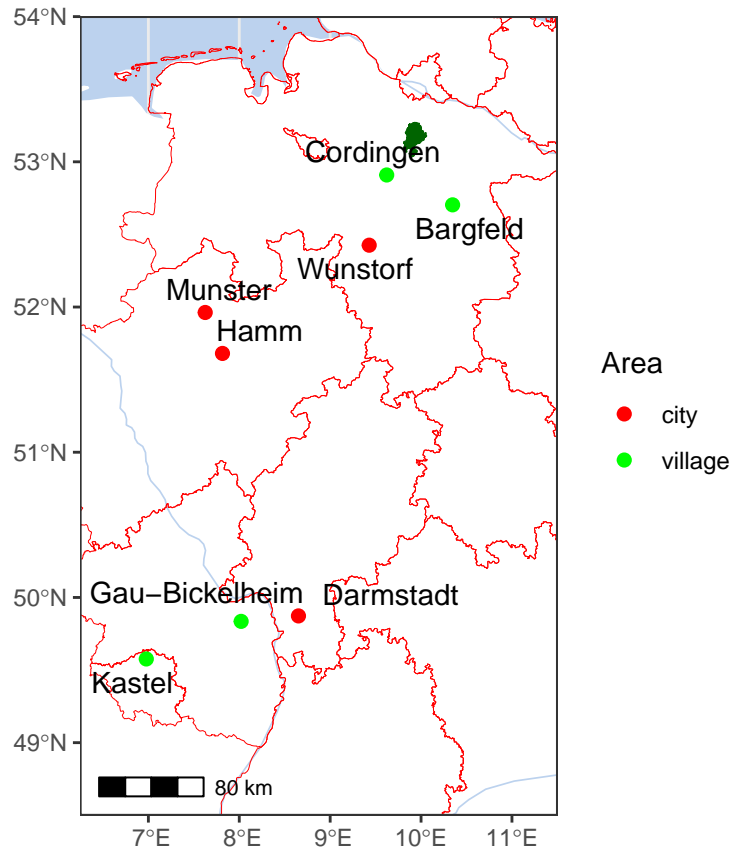 54°N
53°N
52°N
51°N
50°N
49°N
Cordingen
Bargfeld
Wunstorf
Munster
Hamm
Gau−Bickelheim
Darmstadt
Kastel
80 km
7°E 8°E 9°E 10°E 11°E
Area
city
village